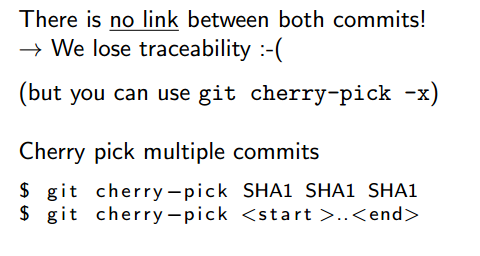 There is no link between both commits!
→ We lose traceability :-(
(but you can use git cherry-pick -x)
Cherry pick multiple commits
$ git cherry−pick SHA1 SHA1 SHA1
$ git cherry−pick <start >..<end>